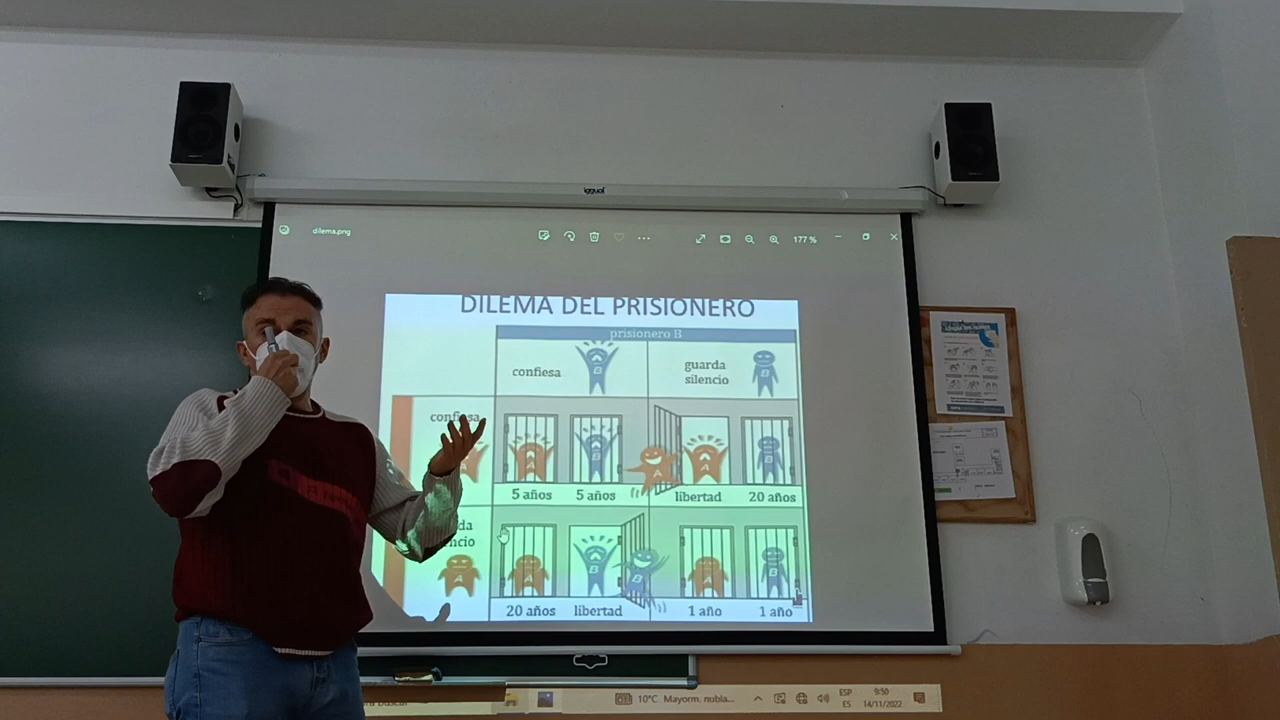 iggual
dilema.png
177 %
DILEMA DEL PRISIONERO
prisionero B
confiesa
guarda
silencio
confiesa
5 años 5 años libertad 20 años
20 años libertad 1 año 1 año
10°C Mayorm. nubla...
ESP
ES
9:50
14/11/2022